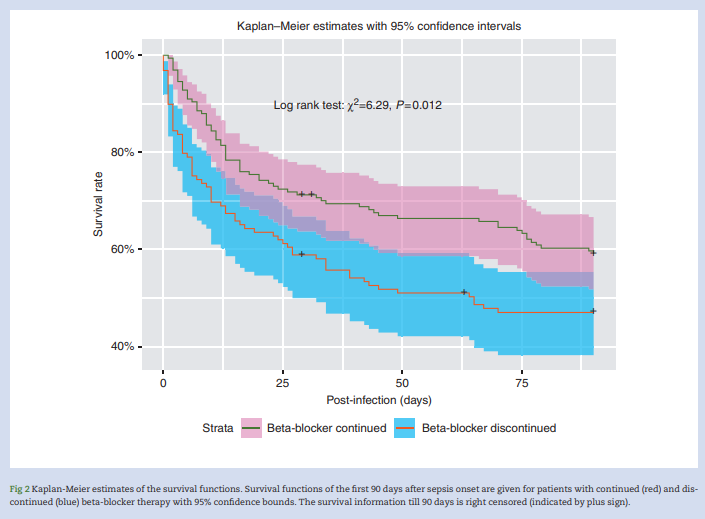 Kaplan–Meier estimates with 95% confidence intervals
100%
Log rank test: χ²=6.29, P=0.012
80%
Survival rate
60%
40%
0 25 50 75
Post-infection (days)
Strata Beta-blocker continued Beta-blocker discontinued
Fig 2 Kaplan-Meier estimates of the survival functions. Survival functions of the first 90 days after sepsis onset are given for patients with continued (red) and dis-
continued (blue) beta-blocker therapy with 95% confidence bounds. The survival information till 90 days is right censored (indicated by plus sign).